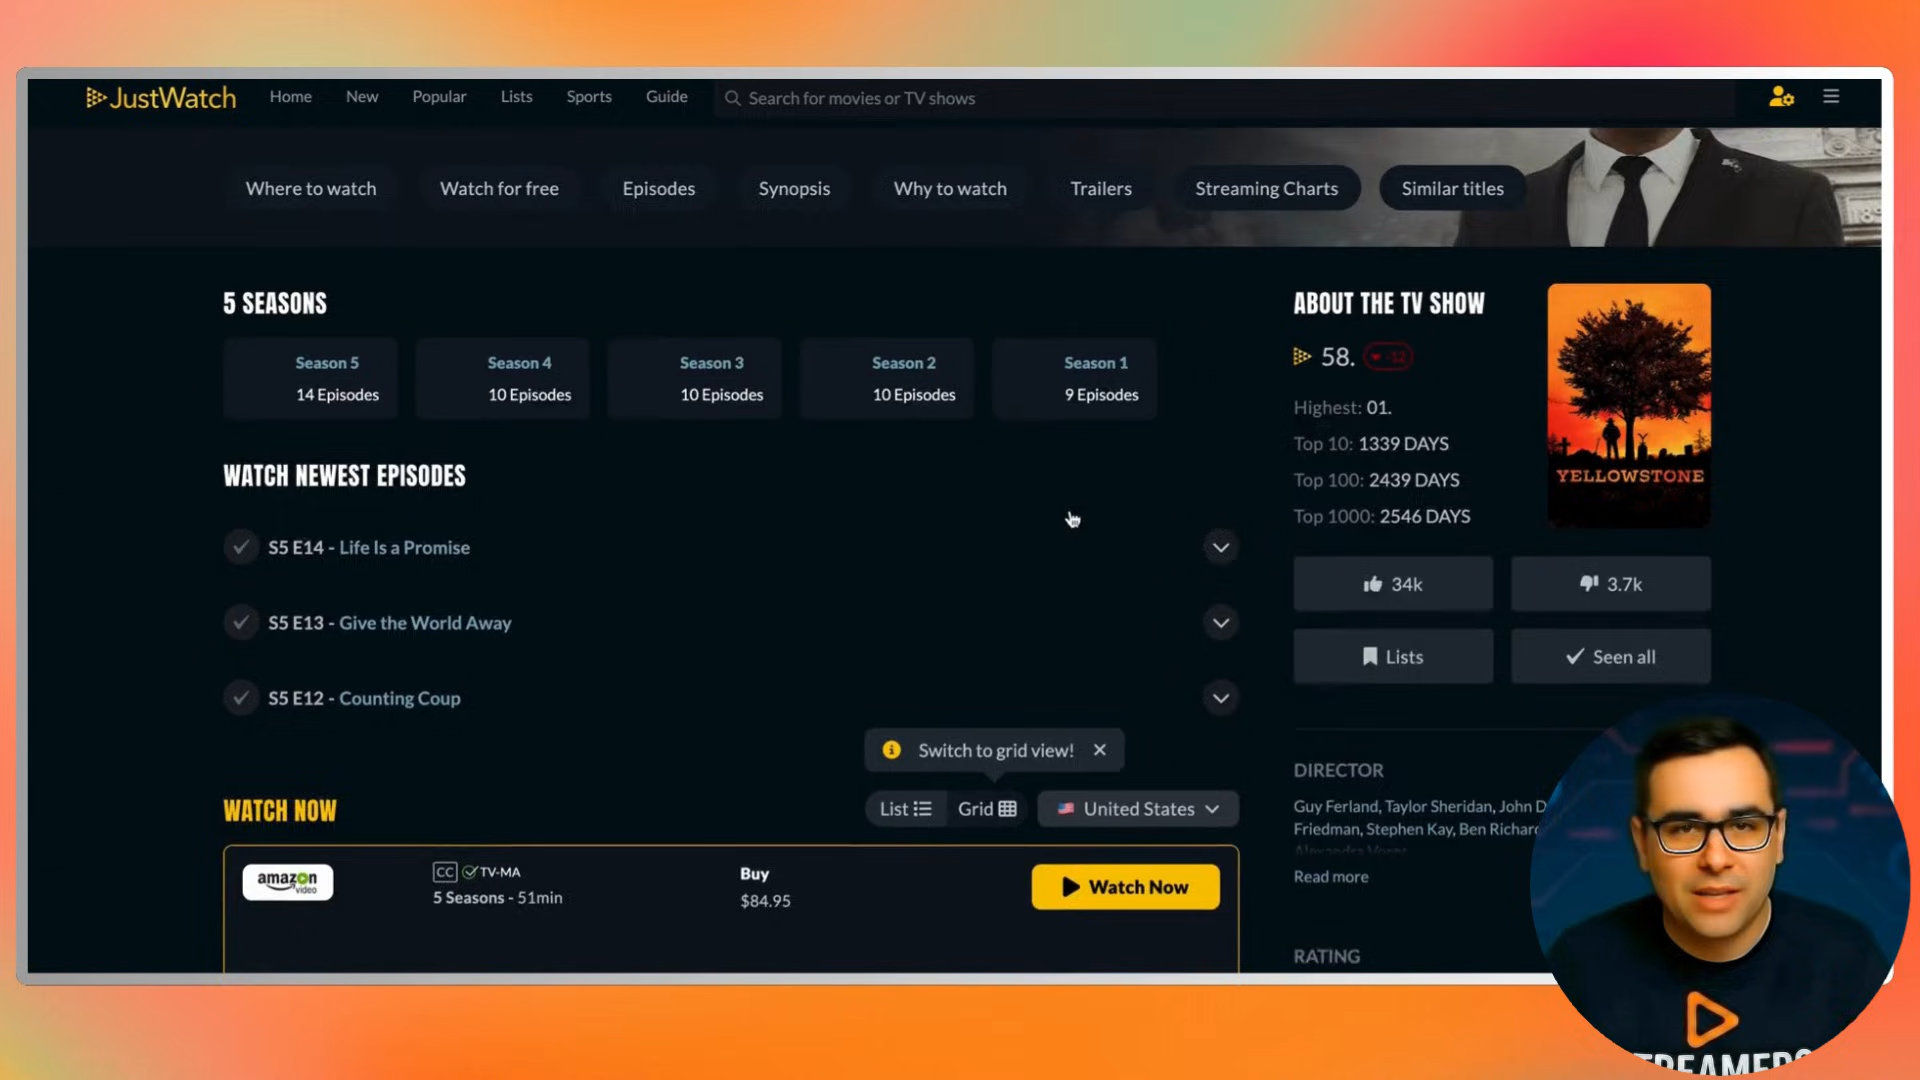 JustWatch
Home
New
Popular
Lists
Sports
Guide
Search for movies or TV shows
Where to watch
Watch for free
Episodes
Synopsis
Why to watch
Trailers
Streaming Charts
Similar titles
5 SEASONS
Season 5
14 Episodes
Season 4
10 Episodes
Season 3
10 Episodes
Season 2
10 Episodes
Season 1
9 Episodes
WATCH NEWEST EPISODES
S5 E14 - Life Is a Promise
S5 E13 - Give the World Away
S5 E12 - Counting Coup
Switch to grid view!
List
Grid
United States
WATCH NOW
amazon
video
CC TV-MA
5 Seasons - 51min
Buy
$84.95
Watch Now
ABOUT THE TV SHOW
58. -12
Highest: 01.
Top 10: 1339 DAYS
Top 100: 2439 DAYS
Top 1000: 2546 DAYS
YELLOWSTONE
34k
3.7k
Lists
Seen all
DIRECTOR
Guy Ferland, Taylor Sheridan, John D
Friedman, Stephen Kay, Ben Richard
Read more
RATING